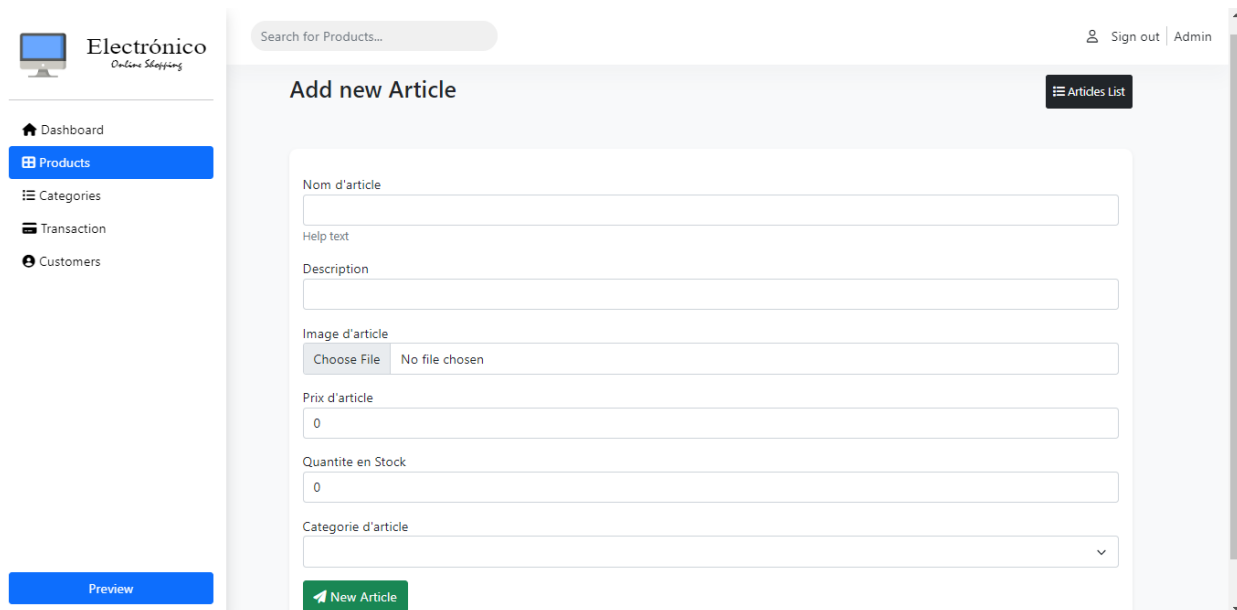 Electrónico
Online Shopping
Dashboard
Products
Categories
Transaction
Customers
Preview
Search for Products...
Sign out
Admin
Add new Article
Articles List
Nom d'article
Help text
Description
Image d'article
Choose File
No file chosen
Prix d'article
0
Quantite en Stock
0
Categorie d'article
New Article